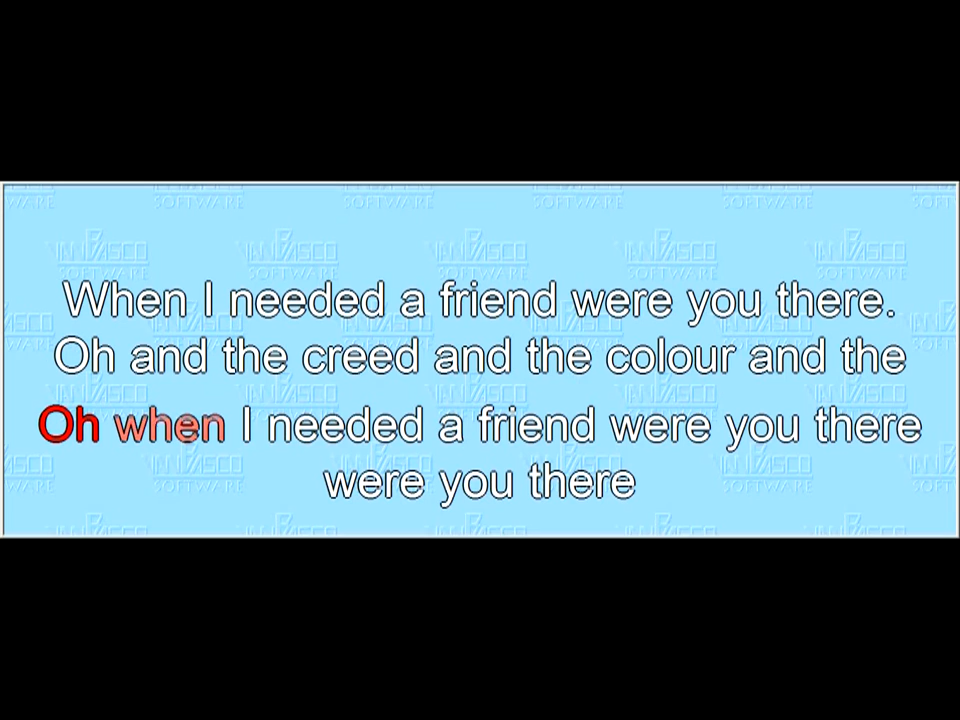 When I needed a friend were you there.
Oh and the creed and the colour and the
Oh when I needed a friend were you there
were you there